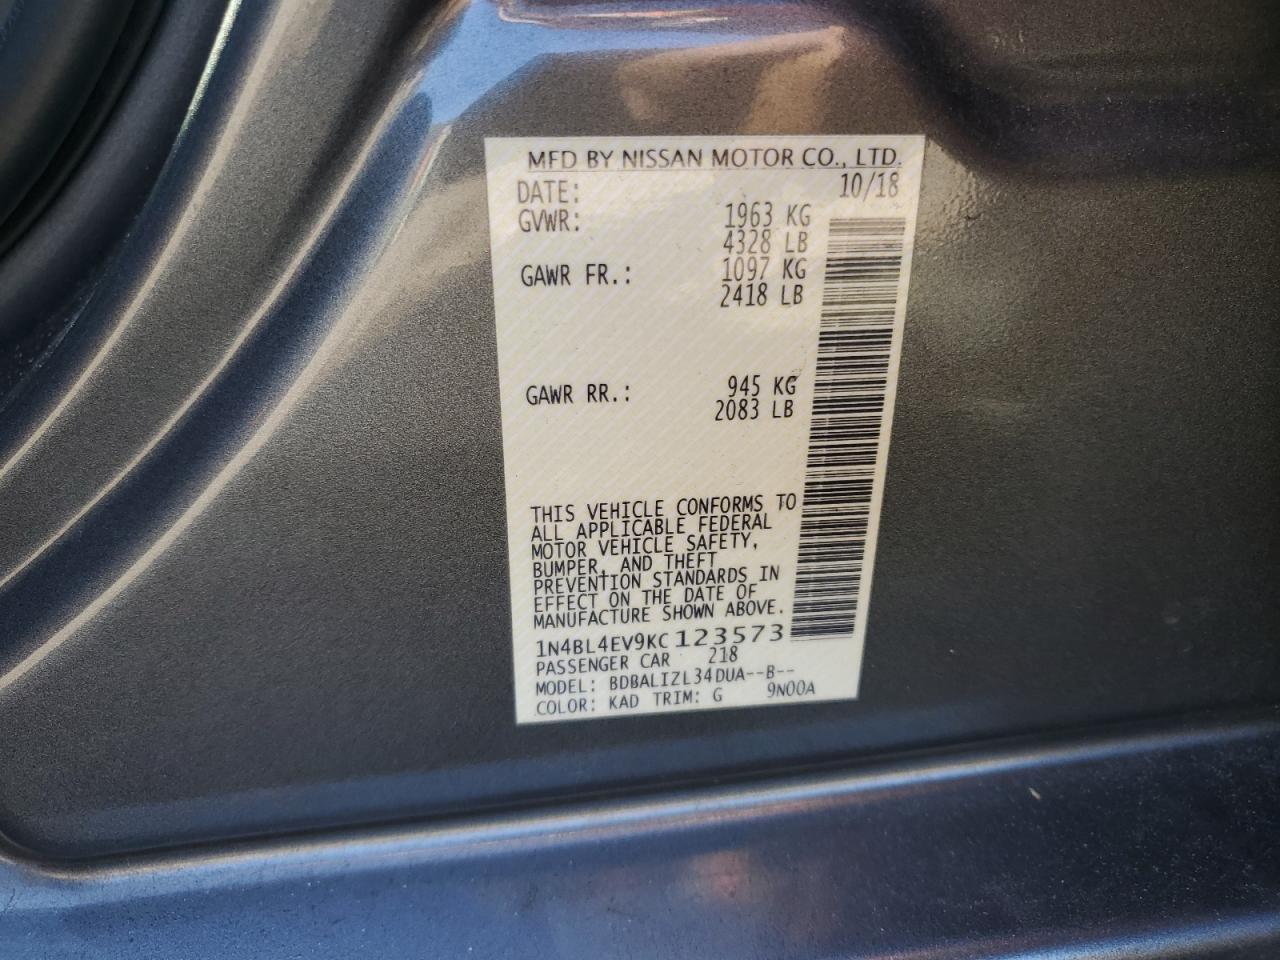 MFD BY NISSAN MOTOR CO., LTD.
DATE: 10/18
GVWR: 1963 KG
4328 LB
GAWR FR.: 1097 KG
2418 LB
GAWR RR.: 945 KG
2083 LB
THIS VEHICLE CONFORMS TO
ALL APPLICABLE FEDERAL
MOTOR VEHICLE SAFETY,
BUMPER, AND THEFT
PREVENTION STANDARDS IN
EFFECT ON THE DATE OF
MANUFACTURE SHOWN ABOVE.
1N4BL4EV9KC123573
PASSENGER CAR 218
MODEL: BDBALIZL34DUA--B--
COLOR: KAD TRIM: G 9N00A